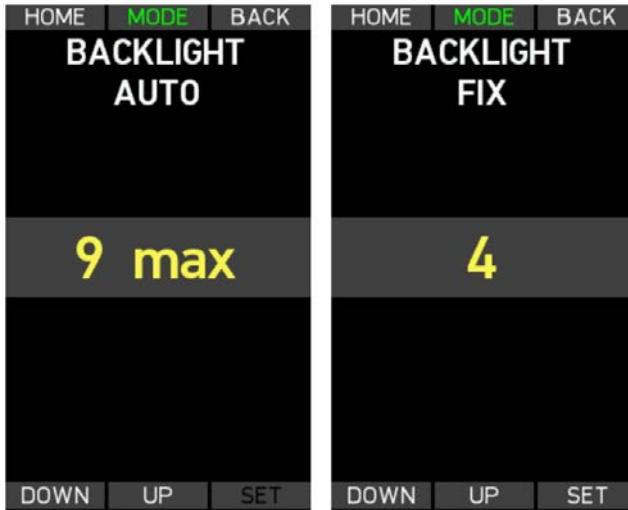 HOME MODE BACK
BACKLIGHT
AUTO
9 max
DOWN UP SET
HOME MODE BACK
BACKLIGHT
FIX
4
DOWN UP SET